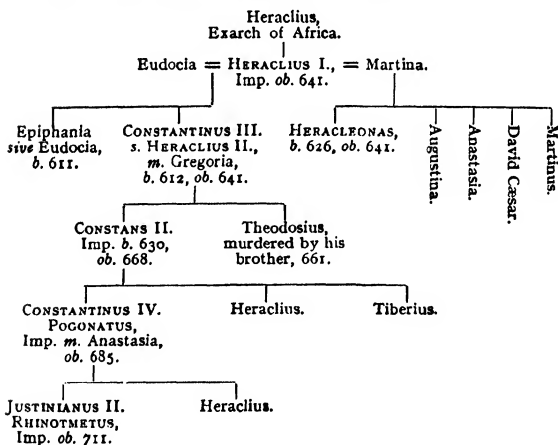 Heraclius,
Exarch of Africa.
Eudocia = HERACLIUS I., = Martina.
Imp. ob. 641.
Epiphania
sive Eudocia,
b. 611.
CONSTANTINUS III.
s. HERACLIUS II.,
m. Gregoria,
b. 612, ob. 641.
HERACLEONAS,
b. 626, ob. 641.
Augustina.
Anastasia.
David Cæsar.
Martinus.
CONSTANS II.
Imp. b. 630,
ob. 668.
Theodosius,
murdered by his
brother, 661.
CONSTANTINUS IV.
POGONATUS,
Imp. m. Anastasia,
ob. 685.
Heraclius.
Tiberius.
JUSTINIANUS II.
RHINOTMETUS,
Imp. ob. 711.
Heraclius.